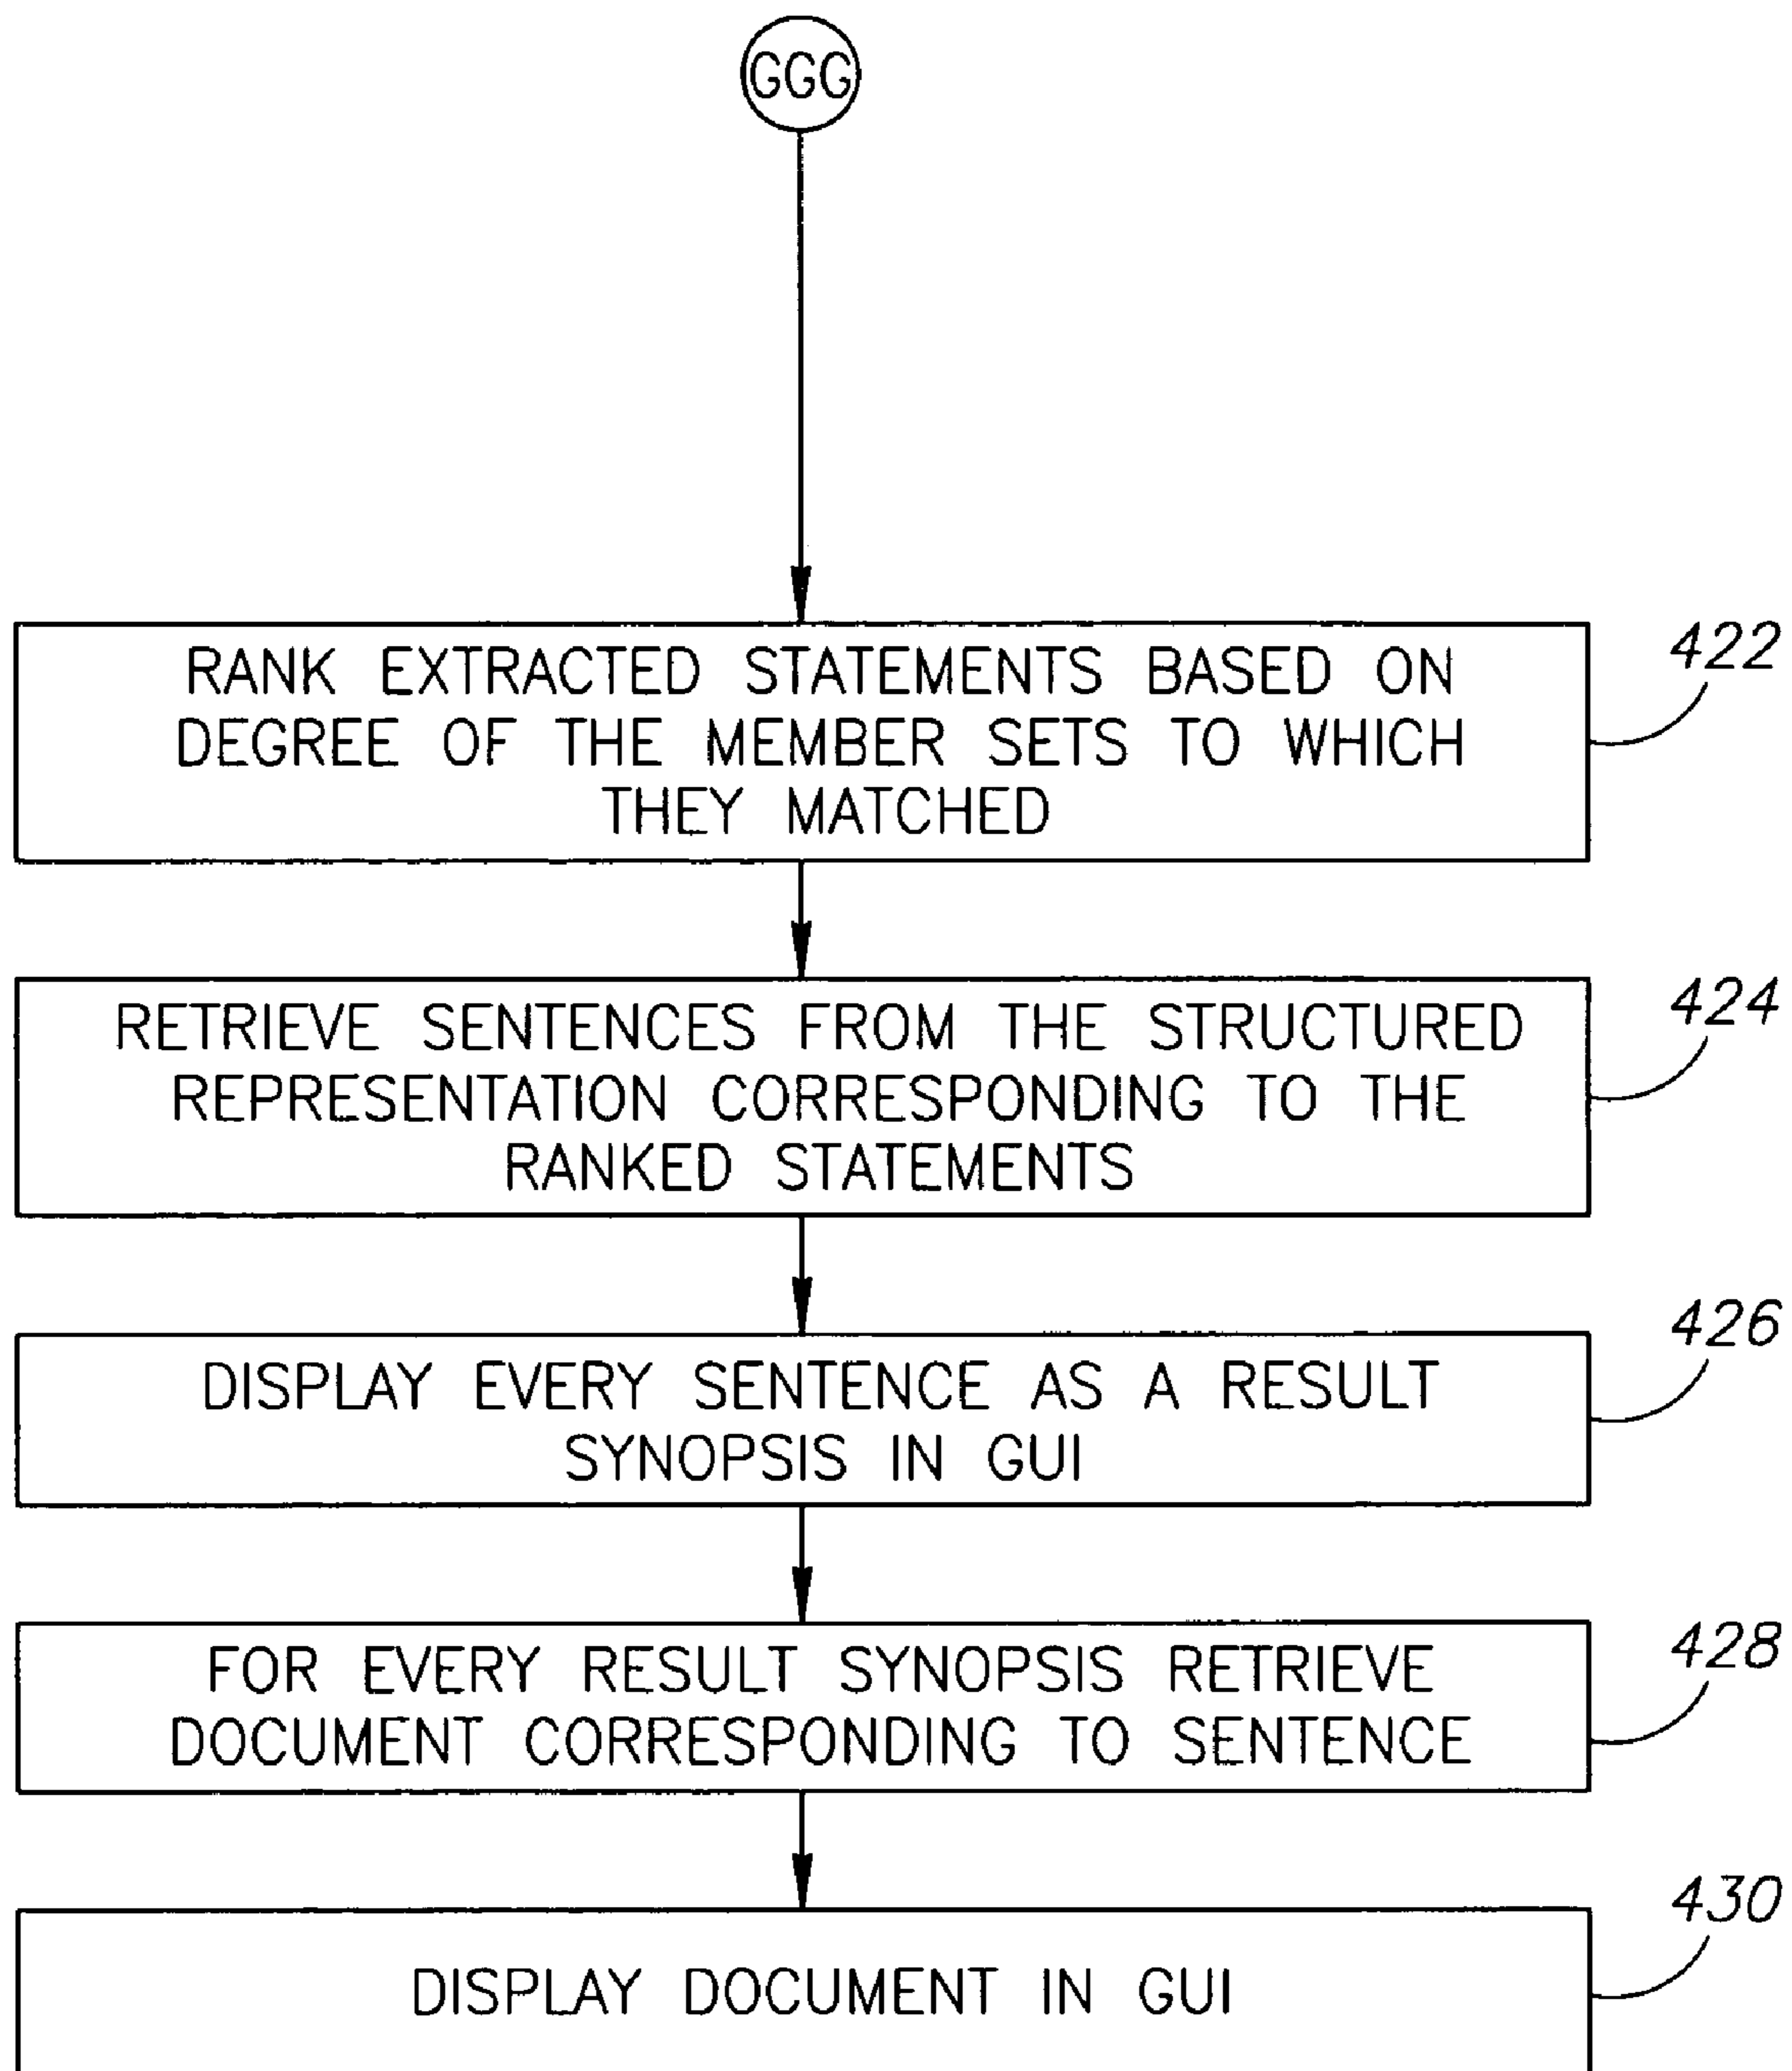 GGG
RANK EXTRACTED STATEMENTS BASED ON
DEGREE OF THE MEMBER SETS TO WHICH
THEY MATCHED
422
RETRIEVE SENTENCES FROM THE STRUCTURED
REPRESENTATION CORRESPONDING TO THE
RANKED STATEMENTS
424
DISPLAY EVERY SENTENCE AS A RESULT
SYNOPSIS IN GUI
426
FOR EVERY RESULT SYNOPSIS RETRIEVE
DOCUMENT CORRESPONDING TO SENTENCE
428
DISPLAY DOCUMENT IN GUI
430